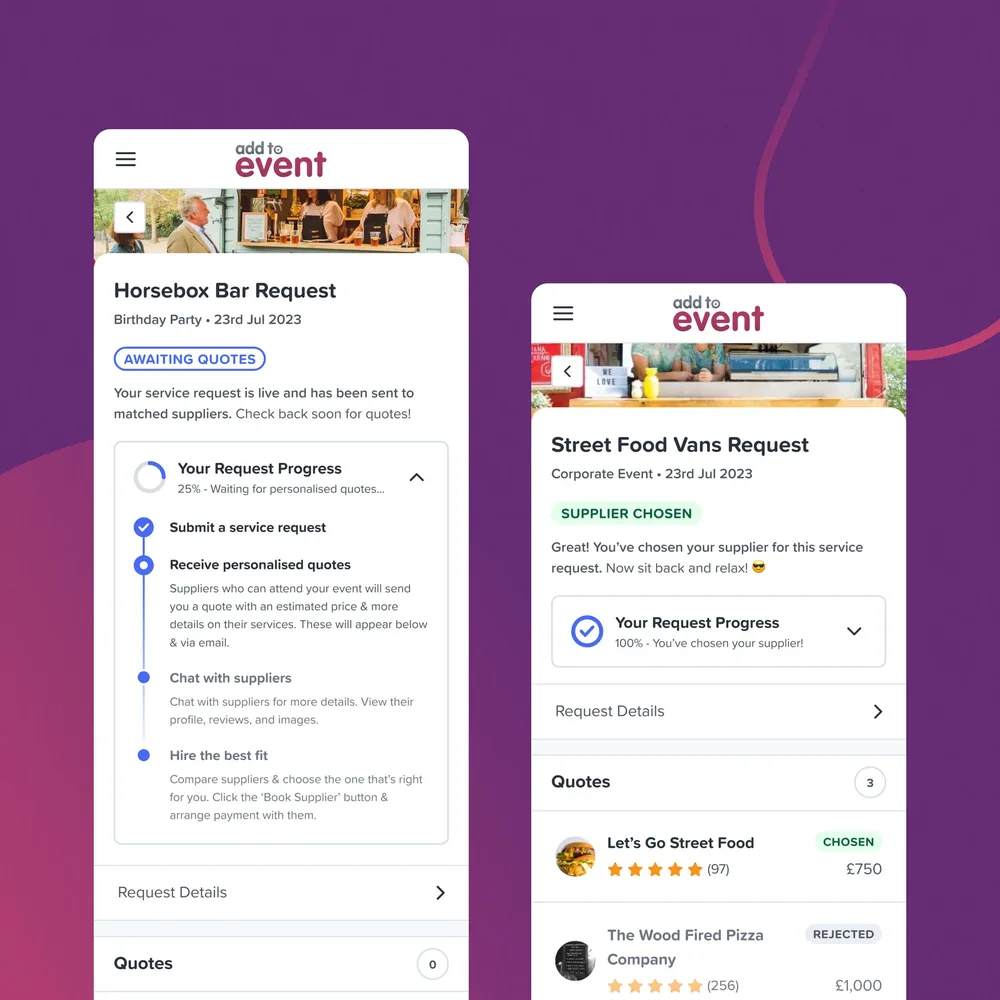 add to
event
Horsebox Bar Request
Birthday Party • 23rd Jul 2023
AWAITING QUOTES
Your service request is live and has been sent to
matched suppliers. Check back soon for quotes!
Your Request Progress
25% - Waiting for personalised quotes...
Submit a service request
Receive personalised quotes
Suppliers who can attend your event will send
you a quote with an estimated price & more
details on their services. These will appear below
& via email.
Chat with suppliers
Chat with suppliers for more details. View their
profile, reviews, and images.
Hire the best fit
Compare suppliers & choose the one that's right
for you. Click the 'Book Supplier' button &
arrange payment with them.
Request Details
Quotes
0
add to
event
WE
LOVE
Street Food Vans Request
Corporate Event • 23rd Jul 2023
SUPPLIER CHOSEN
Great! You've chosen your supplier for this service
request. Now sit back and relax! 😎
Your Request Progress
100% - You've chosen your supplier!
Request Details
Quotes
3
Let's Go Street Food
CHOSEN
(97)
£750
The Wood Fired Pizza
Company
REJECTED
(256)
£1,000